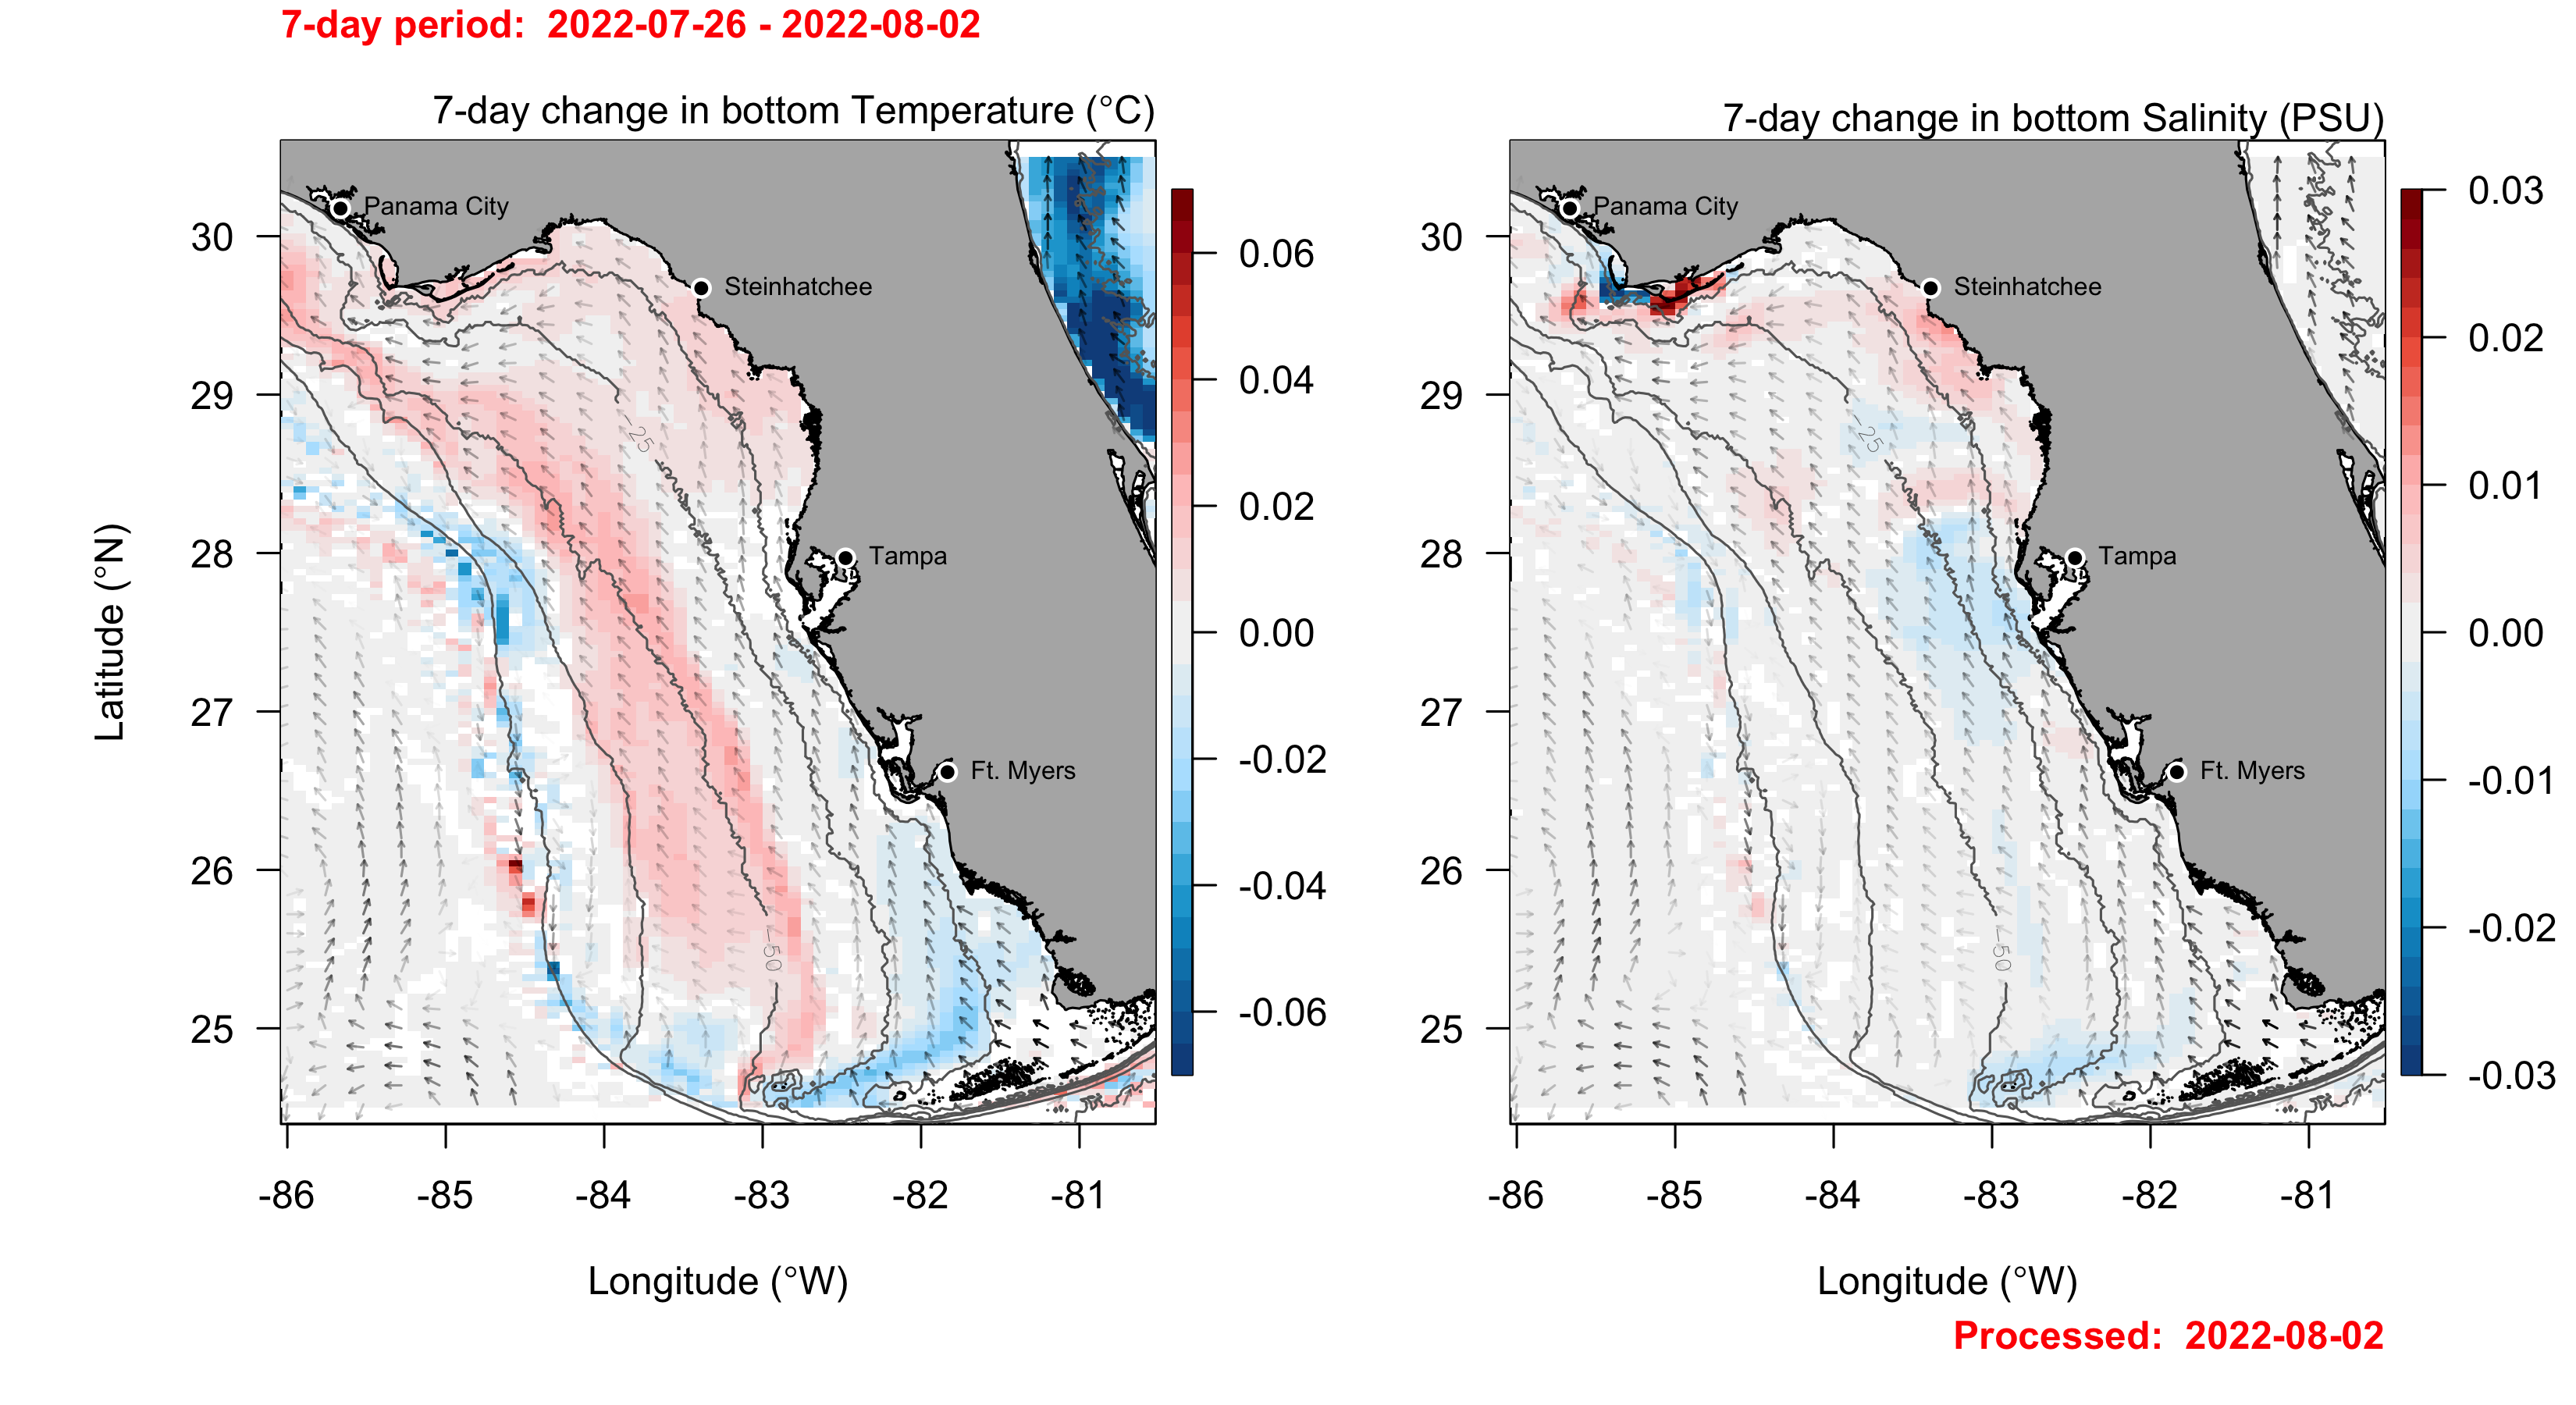 7-day period:  2022-07-26 - 2022-08-02
7-day change in bottom Temperature (°C)
Panama City
Steinhatchee
Tampa
Ft. Myers
-25
-50
30
29
28
27
26
25
Latitude (°N)
-86 -85 -84 -83 -82 -81
Longitude (°W)
0.06
0.04
0.02
0.00
-0.02
-0.04
-0.06
7-day change in bottom Salinity (PSU)
Panama City
Steinhatchee
Tampa
Ft. Myers
-25
-50
30
29
28
27
26
25
-86 -85 -84 -83 -82 -81
Longitude (°W)
0.03
0.02
0.01
0.00
-0.01
-0.02
-0.03
Processed:  2022-08-02